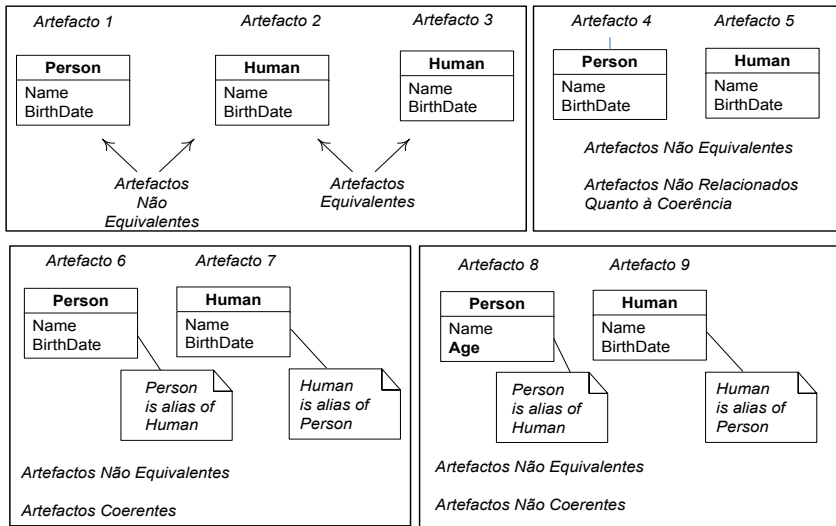 Artefacto 1
Artefacto 2
Artefacto 3
Person
Name
BirthDate
Human
Name
BirthDate
Human
Name
BirthDate
Artefactos
Não
Equivalentes
Artefactos
Equivalentes
Artefacto 4
Artefacto 5
Person
Name
BirthDate
Human
Name
BirthDate
Artefactos Não Equivalentes
Artefactos Não Relacionados
Quanto à Coerência
Artefacto 6
Artefacto 7
Person
Name
BirthDate
Human
Name
BirthDate
Person
is alias of
Human
Human
is alias of
Person
Artefactos Não Equivalentes
Artefactos Coerentes
Artefacto 8
Artefacto 9
Person
Name
Age
Human
Name
BirthDate
Person
is alias of
Human
Human
is alias of
Person
Artefactos Não Equivalentes
Artefactos Não Coerentes